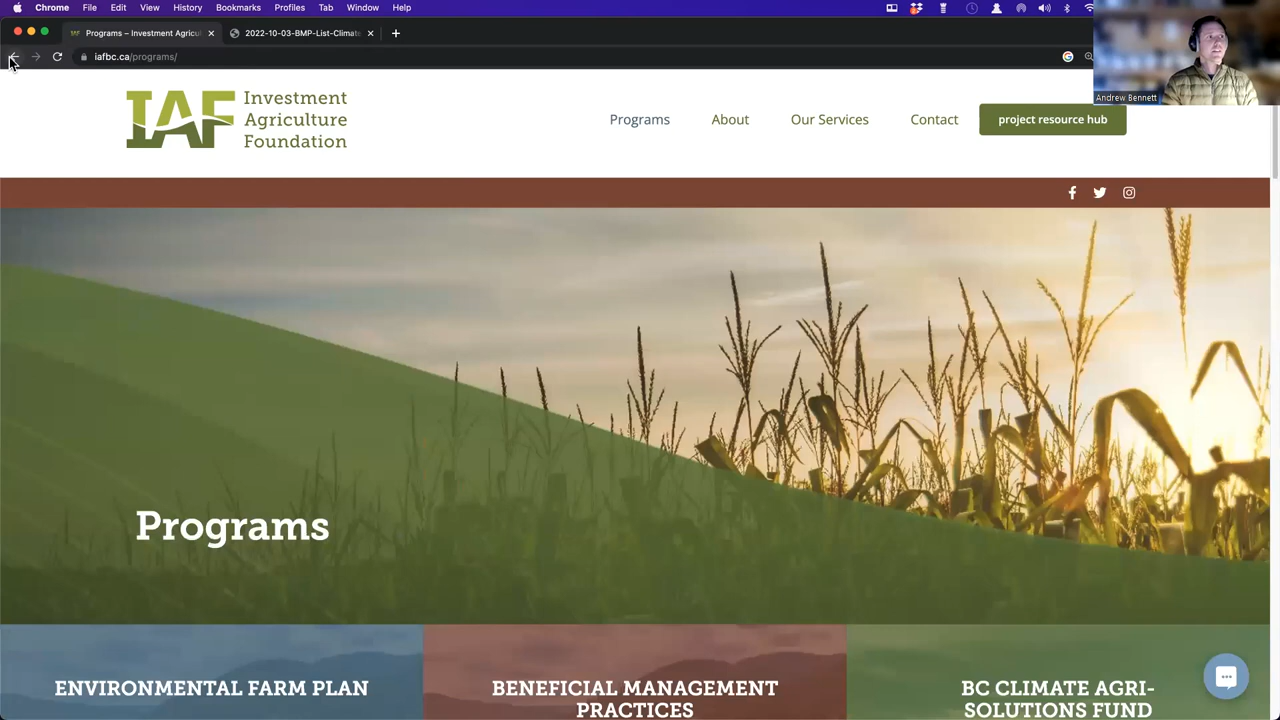 Chrome File Edit View History Bookmarks Profiles Tab Window Help
Programs – Investment Agricul
2022-10-03-BMP-List-Climate
iafbc.ca/programs/
Andrew Bennett
IAF
Investment
Agriculture
Foundation
Programs About Our Services Contact project resource hub
Programs
ENVIRONMENTAL FARM PLAN
BENEFICIAL MANAGEMENT
PRACTICES
BC CLIMATE AGRI-
SOLUTIONS FUND